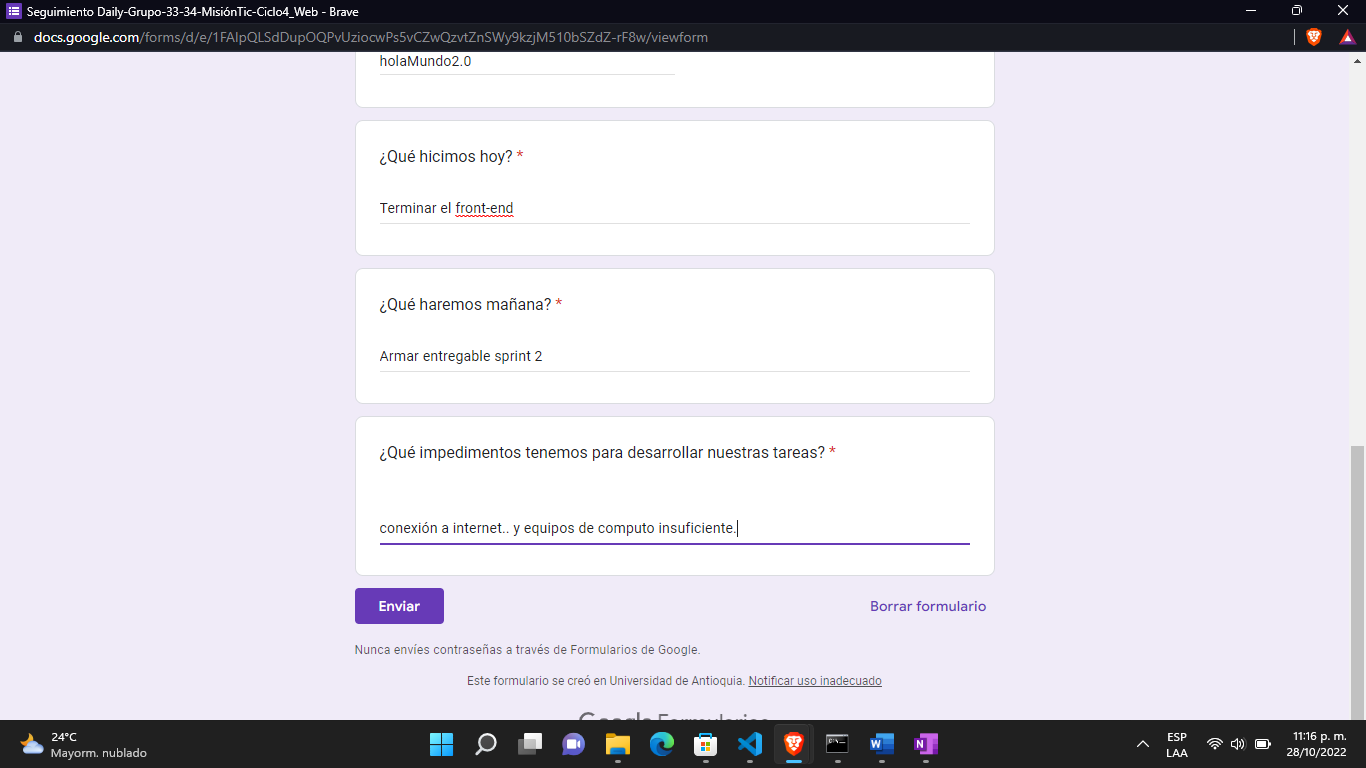 Seguimiento Daily-Grupo-33-34-MisiónTic-Ciclo4_Web - Brave
docs.google.com/forms/d/e/1FAIpQLSdDupOQPvUziocwPs5vCZwQzvtZnSWy9kzjM510bSZdZ-rF8w/viewform
holaMundo2.0
¿Qué hicimos hoy? *
Terminar el front-end
¿Qué haremos mañana? *
Armar entregable sprint 2
¿Qué impedimentos tenemos para desarrollar nuestras tareas? *
conexión a internet.. y equipos de computo insuficiente.
Enviar
Borrar formulario
Nunca envíes contraseñas a través de Formularios de Google.
Este formulario se creó en Universidad de Antioquia. Notificar uso inadecuado
Google Formularios
24°C
Mayorm. nublado
ESP
LAA
11:16 p. m.
28/10/2022